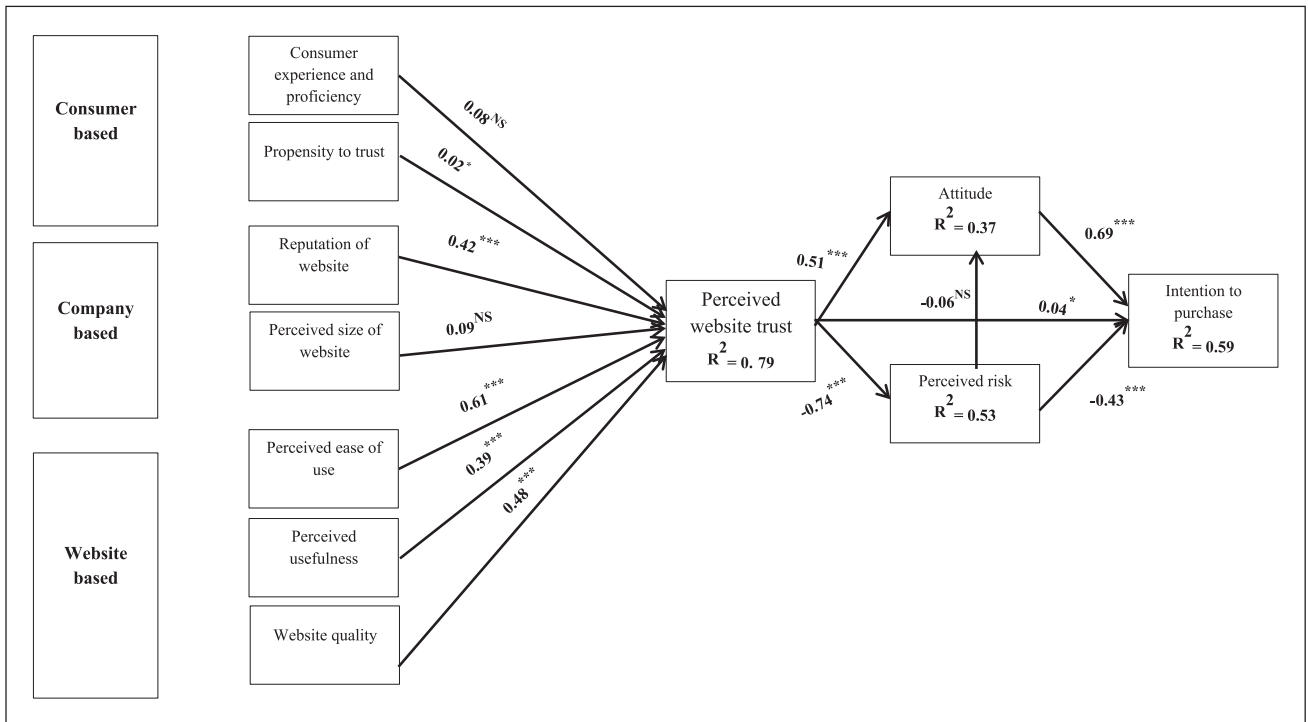 Consumer
based
Company
based
Website
based
Consumer
experience and
proficiency
Propensity to trust
Reputation of
website
Perceived size of
website
Perceived ease of
use
Perceived
usefulness
Website quality
0.08 NS
0.02 *
0.42 ***
0.09 NS
0.61 ***
0.39 ***
0.48 ***
Perceived
website trust
R² = 0. 79
0.51 ***
-0.74 ***
Attitude
R² = 0.37
-0.06 NS
0.04 *
Perceived risk
R² = 0.53
0.69 ***
-0.43 ***
Intention to
purchase
R² = 0.59